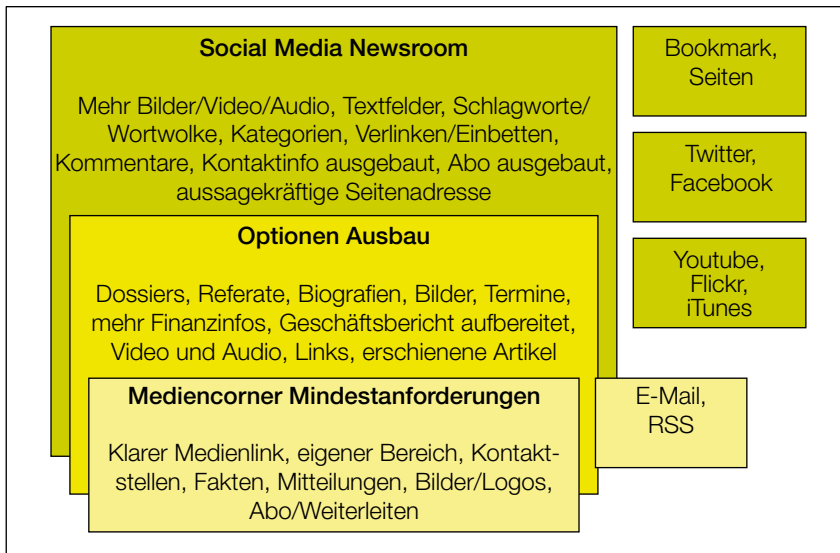 Social Media Newsroom
Mehr Bilder/Video/Audio, Textfelder, Schlagworte/
Wortwolke, Kategorien, Verlinken/Einbetten,
Kommentare, Kontaktinfo ausgebaut, Abo ausgebaut,
aussagekräftige Seitenadresse
Optionen Ausbau
Dossiers, Referate, Biografien, Bilder, Termine,
mehr Finanzinfos, Geschäftsbericht aufbereitet,
Video und Audio, Links, erschienene Artikel
Mediencorner Mindestanforderungen
Klarer Medienlink, eigener Bereich, Kontakt-
stellen, Fakten, Mitteilungen, Bilder/Logos,
Abo/Weiterleiten
Bookmark,
Seiten
Twitter,
Facebook
Youtube,
Flickr,
iTunes
E-Mail,
RSS